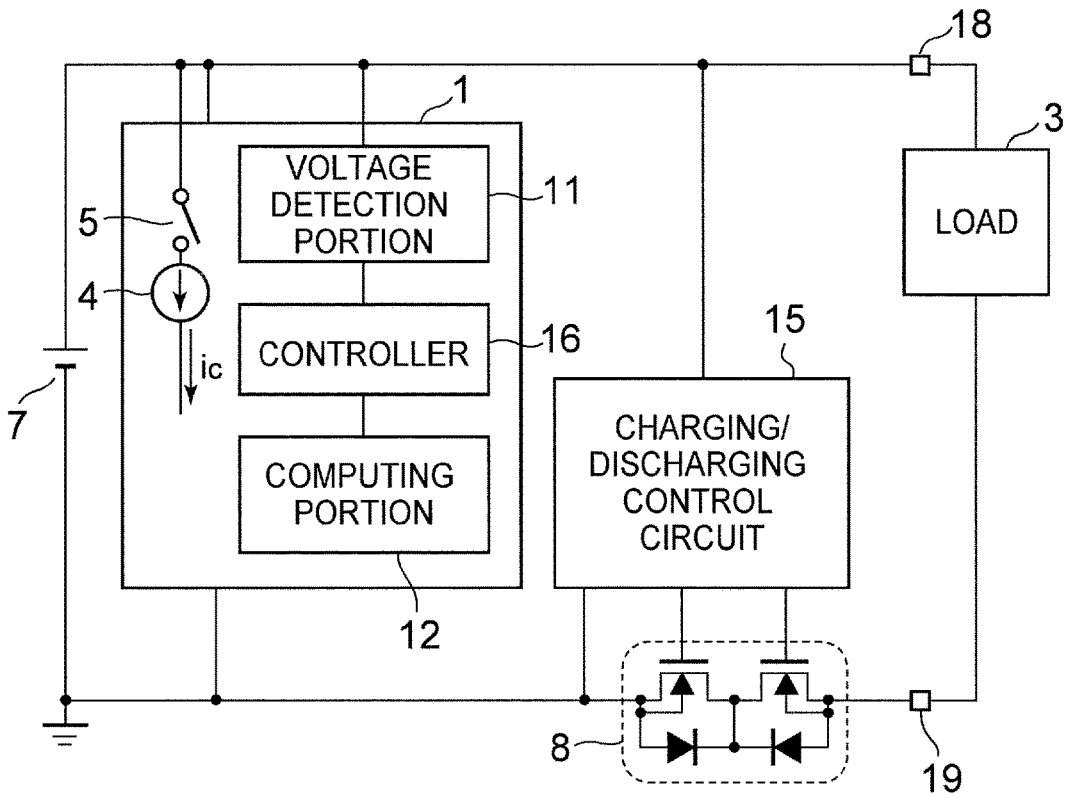 18
1
3
VOLTAGE
DETECTION
PORTION
11
5
LOAD
4
15
CONTROLLER
16
ic
7
CHARGING/
DISCHARGING
CONTROL
CIRCUIT
COMPUTING
PORTION
12
8
19